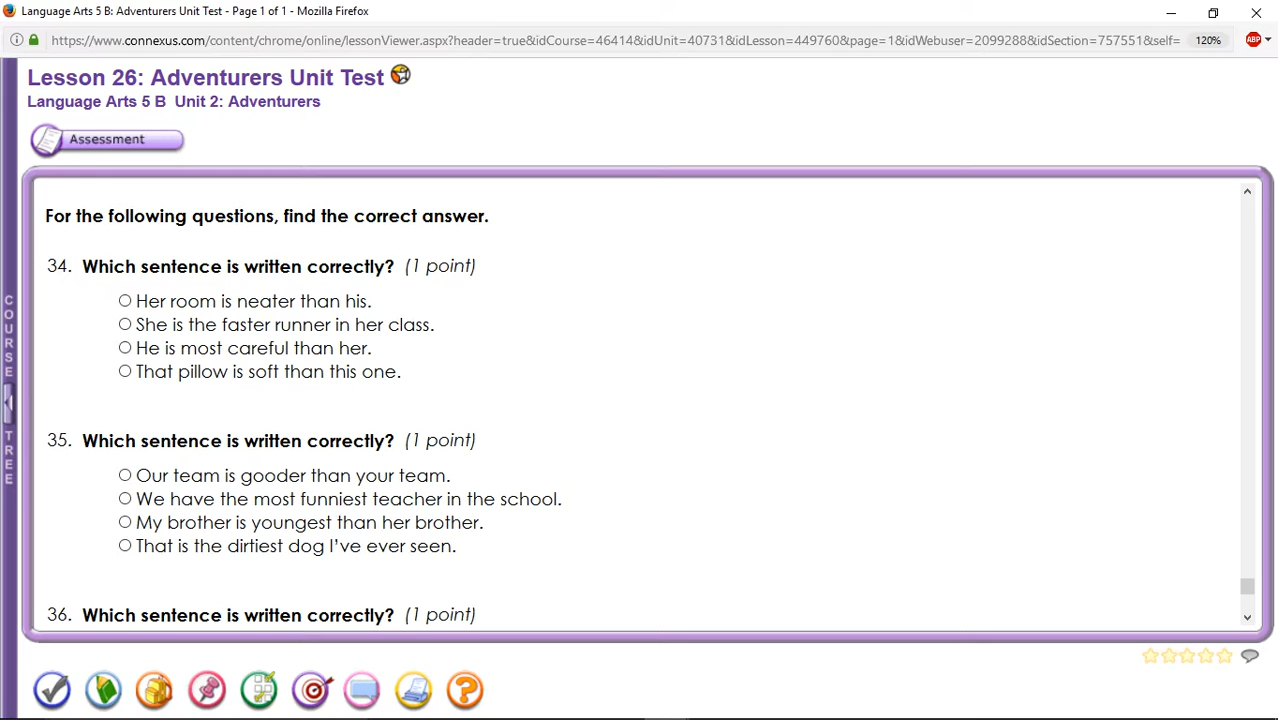 Language Arts 5 B: Adventurers Unit Test - Page 1 of 1 - Mozilla Firefox
https://www.connexus.com/content/chrome/online/lessonViewer.aspx?header=true&idCourse=46414&idUnit=40731&idLesson=449760&page=1&idWebuser=2099288&idSection=757551&self= 120% ABP
Lesson 26: Adventurers Unit Test
Language Arts 5 B Unit 2: Adventurers
Assessment
For the following questions, find the correct answer.
34. Which sentence is written correctly? (1 point)
Her room is neater than his.
She is the faster runner in her class.
He is most careful than her.
That pillow is soft than this one.
35. Which sentence is written correctly? (1 point)
Our team is gooder than your team.
We have the most funniest teacher in the school.
My brother is youngest than her brother.
That is the dirtiest dog I've ever seen.
36. Which sentence is written correctly? (1 point)
COURSE TREE